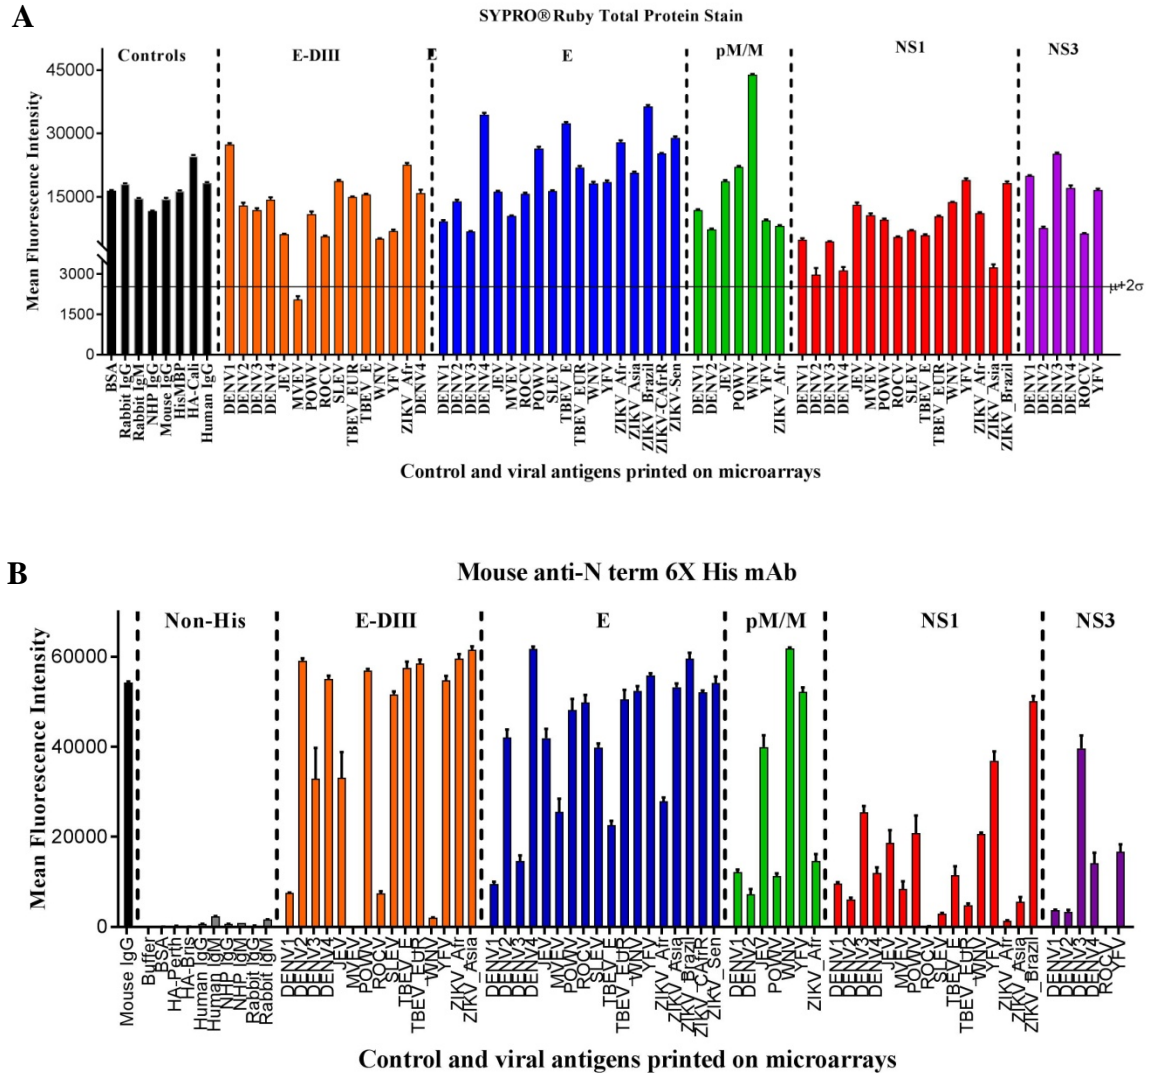 A
SYPRO® Ruby Total Protein Stain
Controls
E-DIII
E
E
pM/M
NS1
NS3
Mean Fluorescence Intensity
45000
30000
15000
3000
1500
0
μ+2σ
BSA
Rabbit IgG
Rabbit IgM
NHP IgG
Mouse IgG
HisMBP
HA-Cali
Human IgG
DENV1
DENV2
DENV3
DENV4
JEV
MVEV
POWV
ROCV
SLEV
TBEV_EUR
TBEV_E
WNV
YFV
ZIKV_Afr
DENV4
DENV1
DENV2
DENV3
DENV4
JEV
MVEV
ROCV
POWV
SLEV
TBEV_E
TBEV_EUR
WNV
YFV
ZIKV_Afr
ZIKV_Asia
ZIKV_Brazil
ZIKV-CAfrR
ZIKV-Sen
DENV1
DENV2
JEV
POWV
WNV
YFV
ZIKV_Afr
DENV1
DENV2
DENV3
DENV4
JEV
MVEV
POWV
ROCV
SLEV
TBEV_E
TBEV_EUR
WNV
YFV
ZIKV_Afr
ZIKV_Asia
ZIKV_Brazil
DENV1
DENV2
DENV3
DENV4
ROCV
YFV
Control and viral antigens printed on microarrays
B
Mouse anti-N term 6X His mAb
Non-His
E-DIII
E
pM/M
NS1
NS3
Mean Fluorescence Intensity
60000
40000
20000
0
Mouse IgG
Buffer
BSA
HA-Perth
HA-Bris
Human IgG
Human IgM
NHP IgG
NHP IgM
Rabbit IgG
Rabbit IgM
DENV1
DENV2
DENV3
DENV4
JEV
MVEV
POWV
ROCV
SLEV
TBEV_E
TBEV_EUR
WNV
YFV
ZIKV_Afr
ZIKV_Asia
DENV1
DENV2
DENV3
DENV4
JEV
MVEV
POWV
ROCV
SLEV
TBEV_E
TBEV_EUR
WNV
YFV
ZIKV_Afr
ZIKV_Asia
ZIKV_Brazil
ZIKV_CAfrR
ZIKV_Sen
DENV1
DENV2
JEV
POWV
WNV
YFV
ZIKV_Afr
DENV1
DENV2
DENV3
DENV4
JEV
MVEV
POWV
ROCV
SLEV
TBEV_E
TBEV_EUR
WNV
YFV
ZIKV_Afr
ZIKV_Asia
ZIKV_Brazil
DENV1
DENV2
DENV3
DENV4
ROCV
YFV
Control and viral antigens printed on microarrays